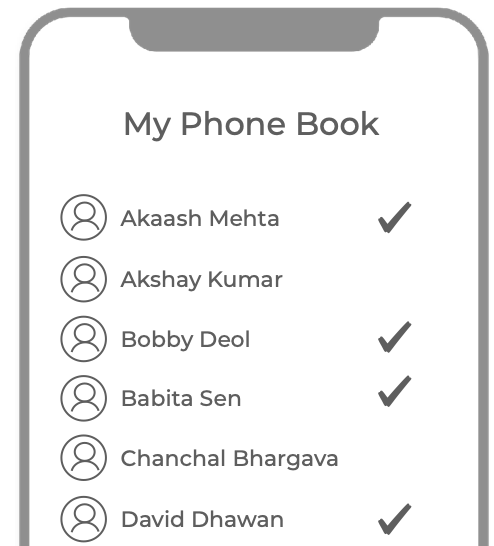 My Phone Book
Akaash Mehta
Akshay Kumar
Bobby Deol
Babita Sen
Chanchal Bhargava
David Dhawan